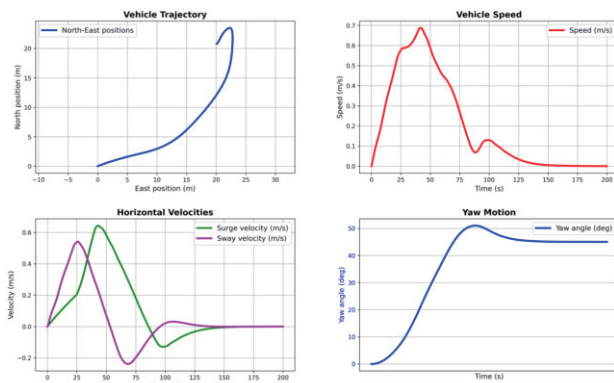 Vehicle Trajectory
North-East positions
North position (m)
20
15
10
5
0
−10 −5 0 5 10 15 20 25 30
East position (m)
Vehicle Speed
Speed (m/s)
Speed (m/s)
0.7
0.6
0.5
0.4
0.3
0.2
0.1
0.0
0 25 50 75 100 125 150 175 200
Time (s)
Horizontal Velocities
Surge velocity (m/s)
Sway velocity (m/s)
Velocity (m/s)
0.6
0.4
0.2
0.0
−0.2
0 25 50 75 100 125 150 175 200
Yaw Motion
Yaw angle (deg)
Yaw angle (deg)
50
40
30
20
10
0
Time (s)